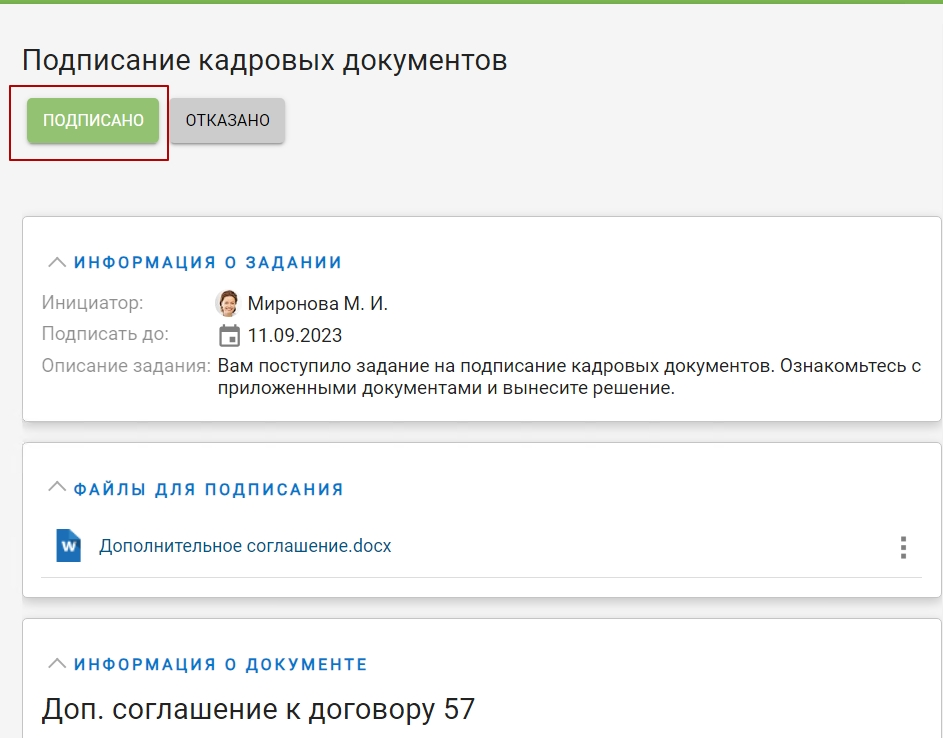 Подписание кадровых документов
ПОДПИСАНО ОТКАЗАНО
ИНФОРМАЦИЯ О ЗАДАНИИ
Инициатор: Миронова М. И.
Подписать до: 11.09.2023
Описание задания: Вам поступило задание на подписание кадровых документов. Ознакомьтесь с
приложенными документами и вынесите решение.
ФАЙЛЫ ДЛЯ ПОДПИСАНИЯ
W Дополнительное соглашение.docx
ИНФОРМАЦИЯ О ДОКУМЕНТЕ
Доп. соглашение к договору 57